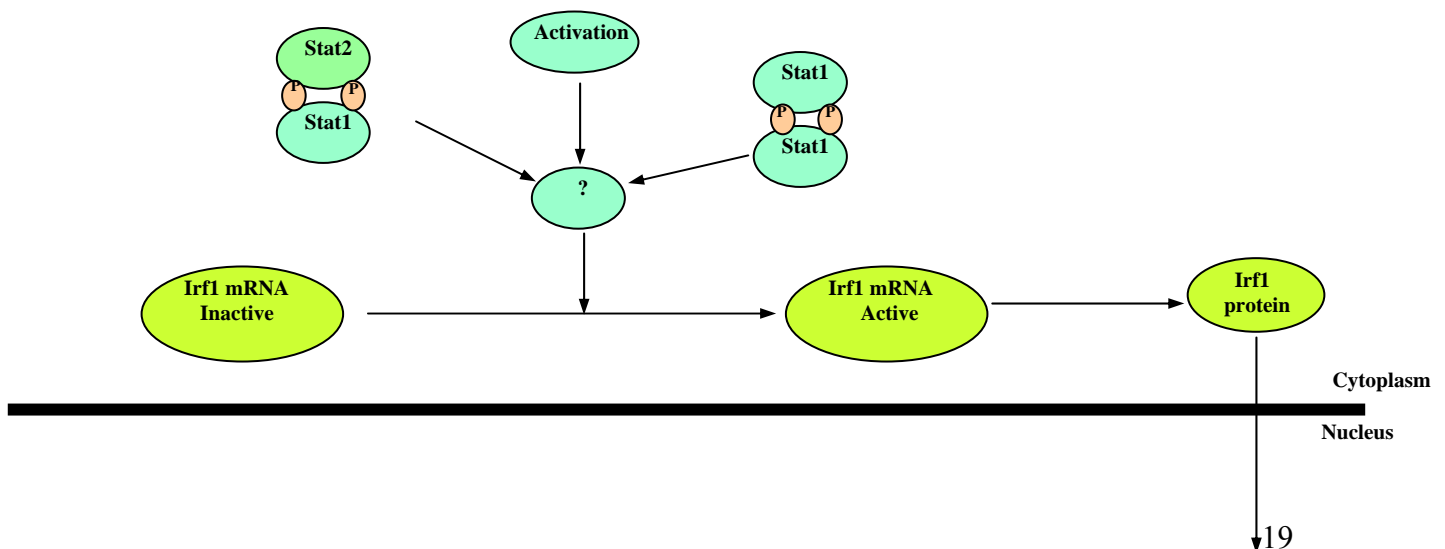 Stat2
P P
Stat1
Activation
Stat1
P P
Stat1
?
Irf1 mRNA
Inactive
Irf1 mRNA
Active
Irf1
protein
Cytoplasm
Nucleus
19